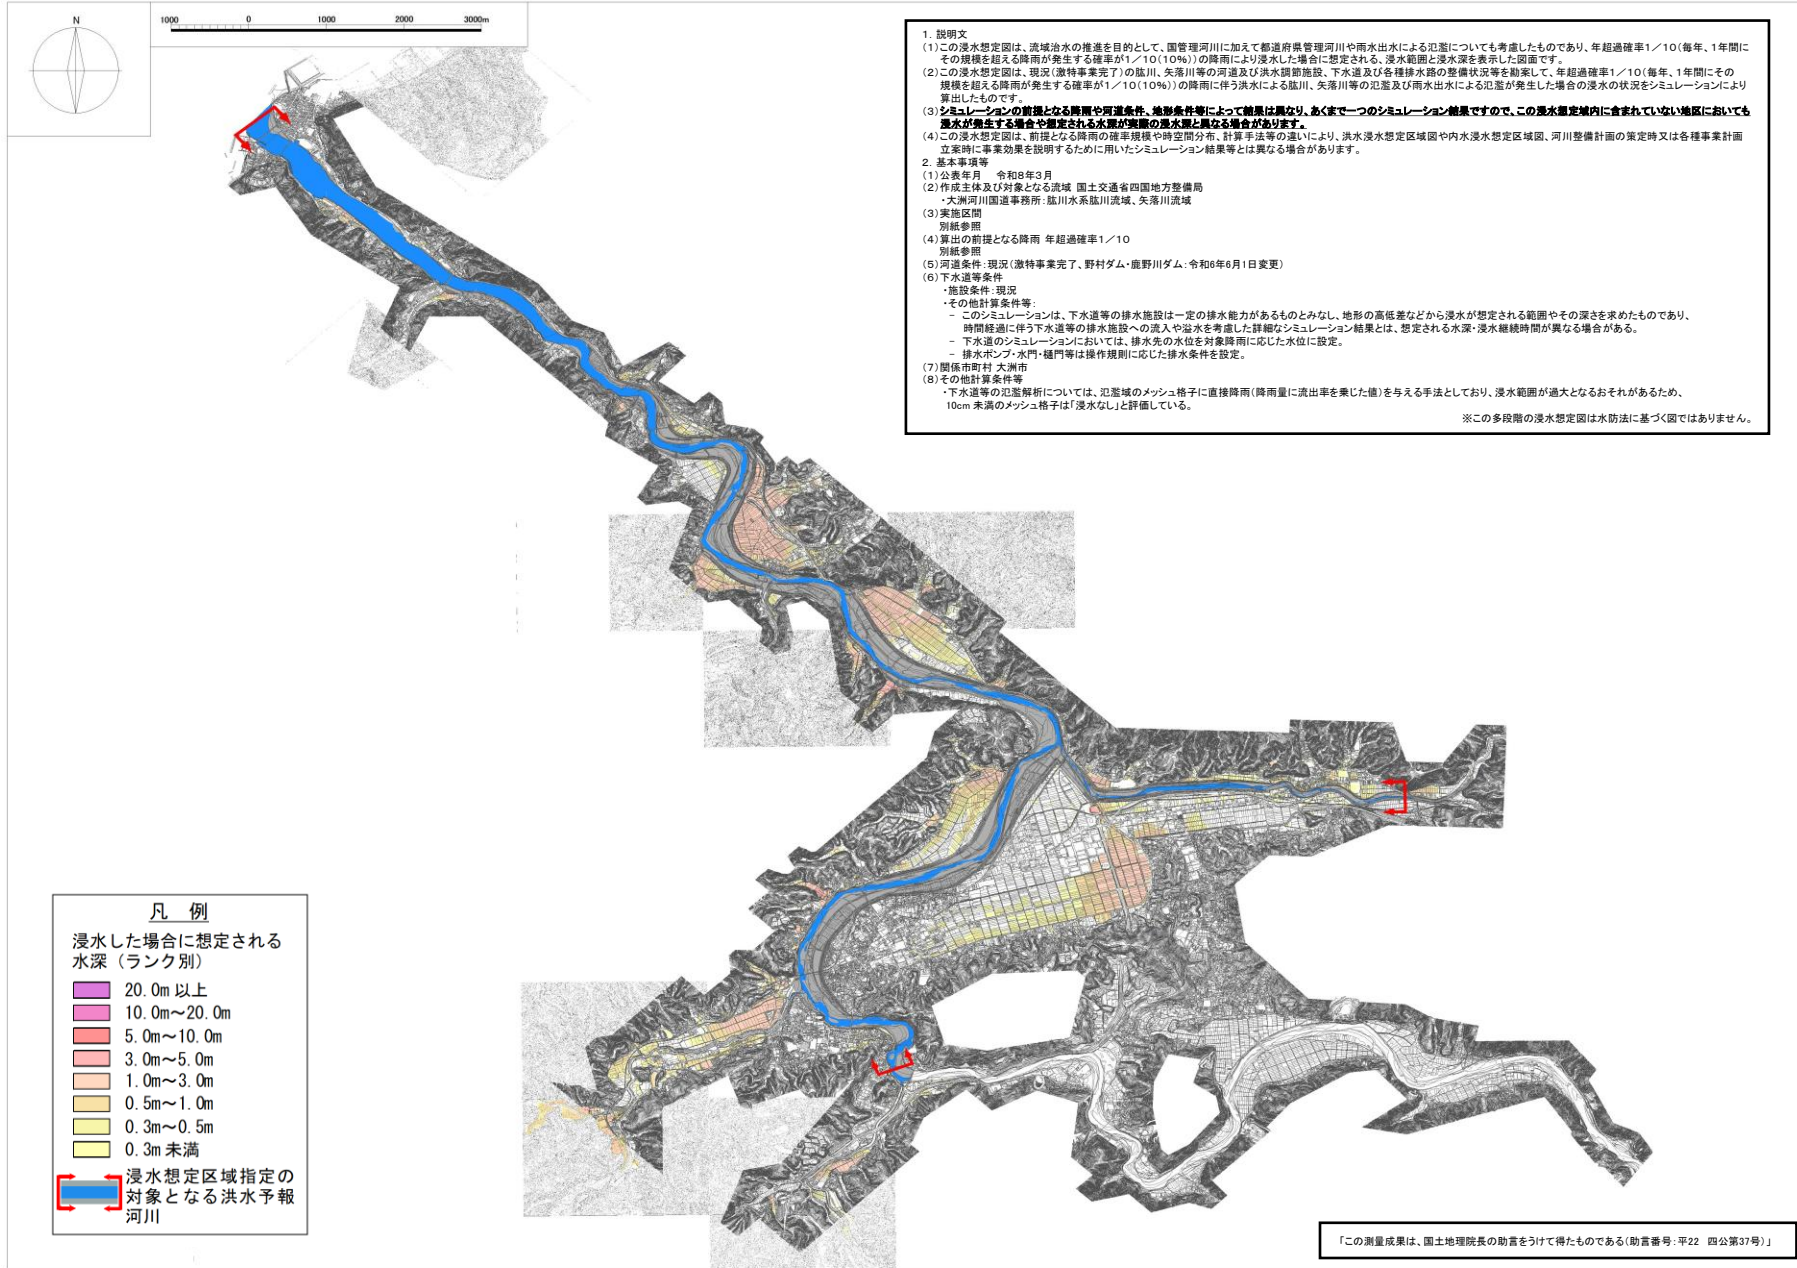 N
1000 0 1000 2000 3000m
1. 説明文
(1)この浸水想定図は、流域治水の推進を目的として、国管理河川に加えて都道府県管理河川や雨水出水による氾濫についても考慮したものであり、年超過確率1/10(毎年、1年間に
その規模を超える降雨が発生する確率が1/10(10%))の降雨により浸水した場合に想定される、浸水範囲と浸水深を表示した図面です。
(2)この浸水想定図は、現況(激特事業完了)の肱川、矢落川等の河道及び洪水調節施設、下水道及び各種排水路の整備状況等を勘案して、年超過確率1/10(毎年、1年間にその
規模を超える降雨が発生する確率が1/10(10%))の降雨に伴う洪水による肱川、矢落川等の氾濫及び雨水出水による氾濫が発生した場合の浸水の状況をシミュレーションにより
算出したものです。
(3)シミュレーションの前提となる降雨や河道条件、地形条件等によって結果は異なり、あくまで一つのシミュレーション結果ですので、この浸水想定域内に含まれていない地区においても
浸水が発生する場合や想定される水深が実際の浸水深と異なる場合があります。
(4)この浸水想定図は、前提となる降雨の確率規模や時空間分布、計算手法等の違いにより、洪水浸水想定区域図や内水浸水想定区域図、河川整備計画の策定時又は各種事業計画
立案時に事業効果を説明するために用いたシミュレーション結果等とは異なる場合があります。
2. 基本事項等
(1)公表年月 令和8年3月
(2)作成主体及び対象となる流域 国土交通省四国地方整備局
・大洲河川国道事務所:肱川水系肱川流域、矢落川流域
(3)実施区間
別紙参照
(4)算出の前提となる降雨 年超過確率1/10
別紙参照
(5)河道条件:現況(激特事業完了、野村ダム・鹿野川ダム:令和6年6月1日変更)
(6)下水道等条件
・施設条件:現況
・その他計算条件等:
− このシミュレーションは、下水道等の排水施設は一定の排水能力があるものとみなし、地形の高低差などから浸水が想定される範囲やその深さを求めたものであり、
時間経過に伴う下水道等の排水施設への流入や溢水を考慮した詳細なシミュレーション結果とは、想定される水深・浸水継続時間が異なる場合がある。
− 下水道のシミュレーションにおいては、排水先の水位を対象降雨に応じた水位に設定。
− 排水ポンプ・水門・樋門等は操作規則に応じた排水条件を設定。
(7)関係市町村 大洲市
(8)その他計算条件等
・下水道等の氾濫解析については、氾濫域のメッシュ格子に直接降雨(降雨量に流出率を乗じた値)を与える手法としており、浸水範囲が過大となるおそれがあるため、
10cm 未満のメッシュ格子は「浸水なし」と評価している。
※この多段階の浸水想定図は水防法に基づく図ではありません。
凡 例
浸水した場合に想定される
水深(ランク別)
20.0m 以上
10.0m~20.0m
5.0m~10.0m
3.0m~5.0m
1.0m~3.0m
0.5m~1.0m
0.3m~0.5m
0.3m 未満
浸水想定区域指定の
対象となる洪水予報
河川
「この測量成果は、国土地理院長の助言をうけて得たものである(助言番号:平22 四公第37号)」